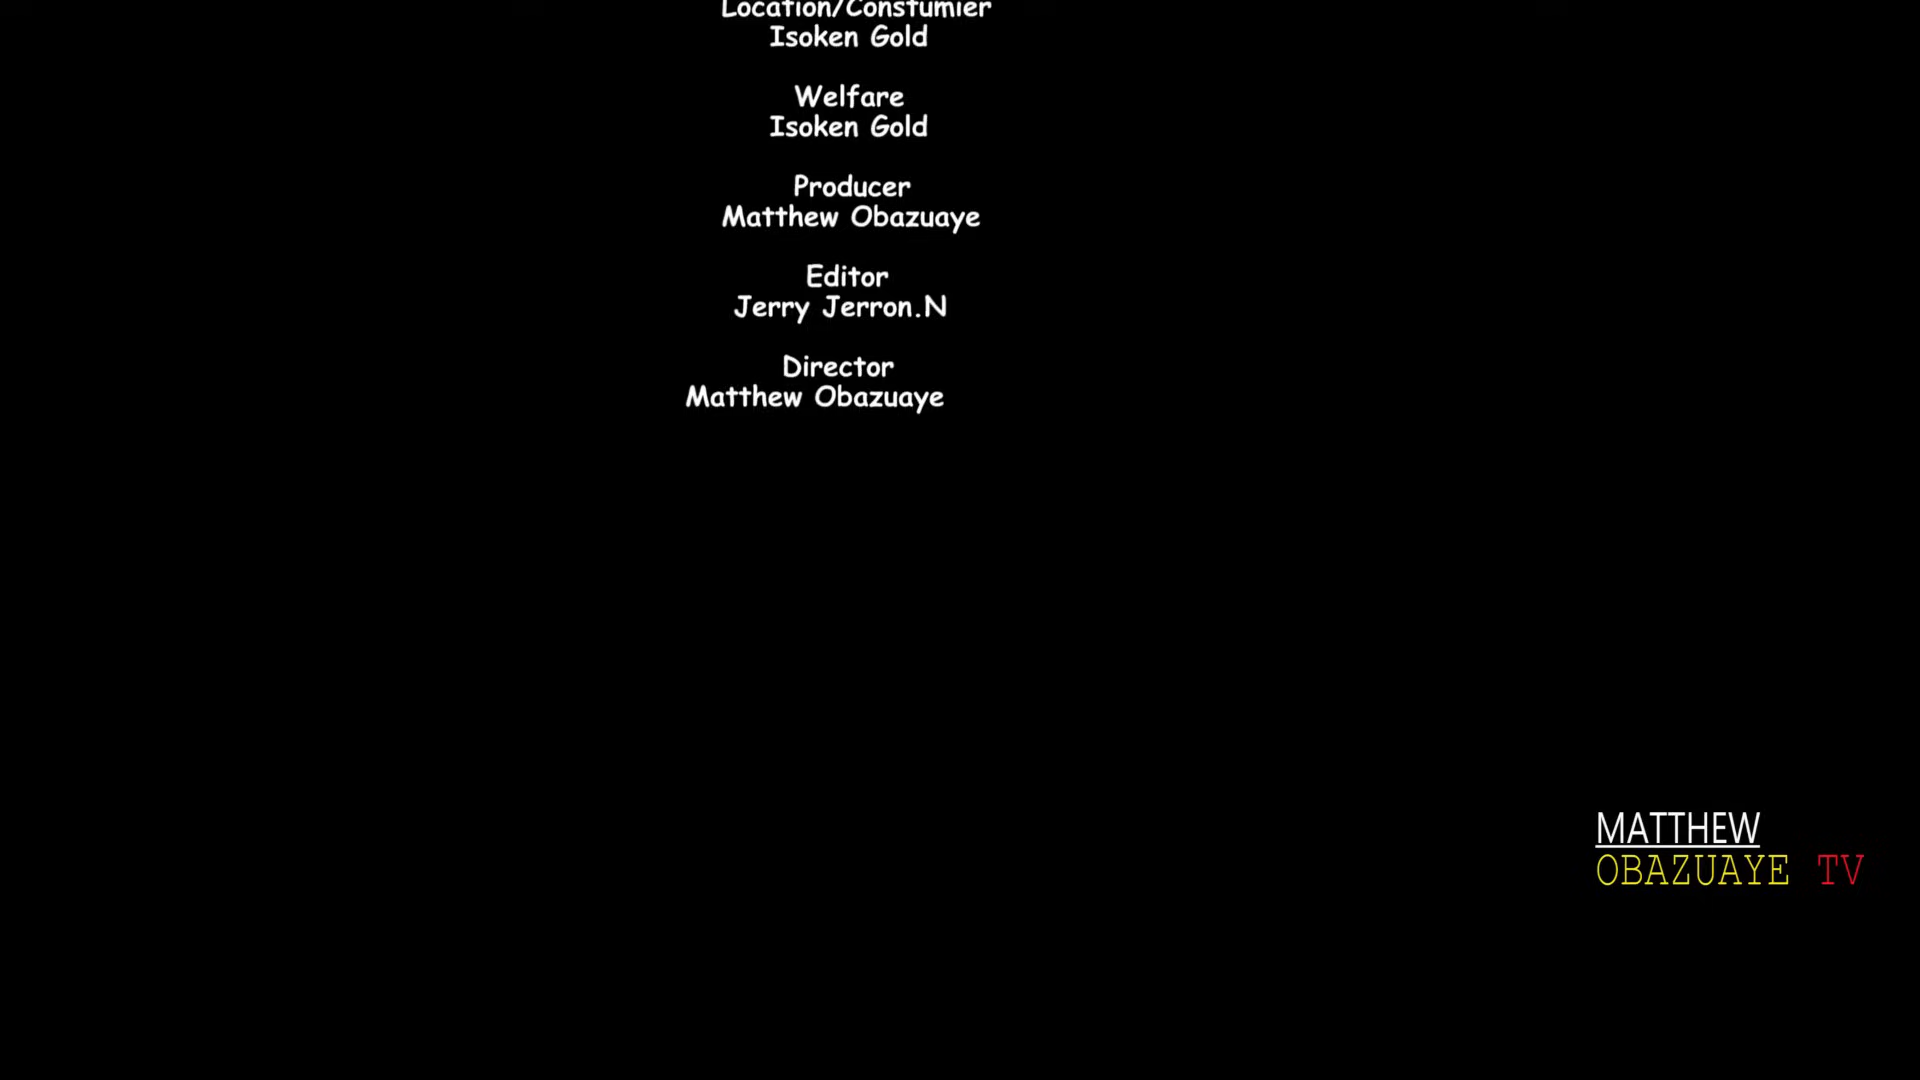 Location/Constumier
Isoken Gold
Welfare
Isoken Gold
Producer
Matthew Obazuaye
Editor
Jerry Jerron.N
Director
Matthew Obazuaye
MATTHEW
OBAZUAYE TV